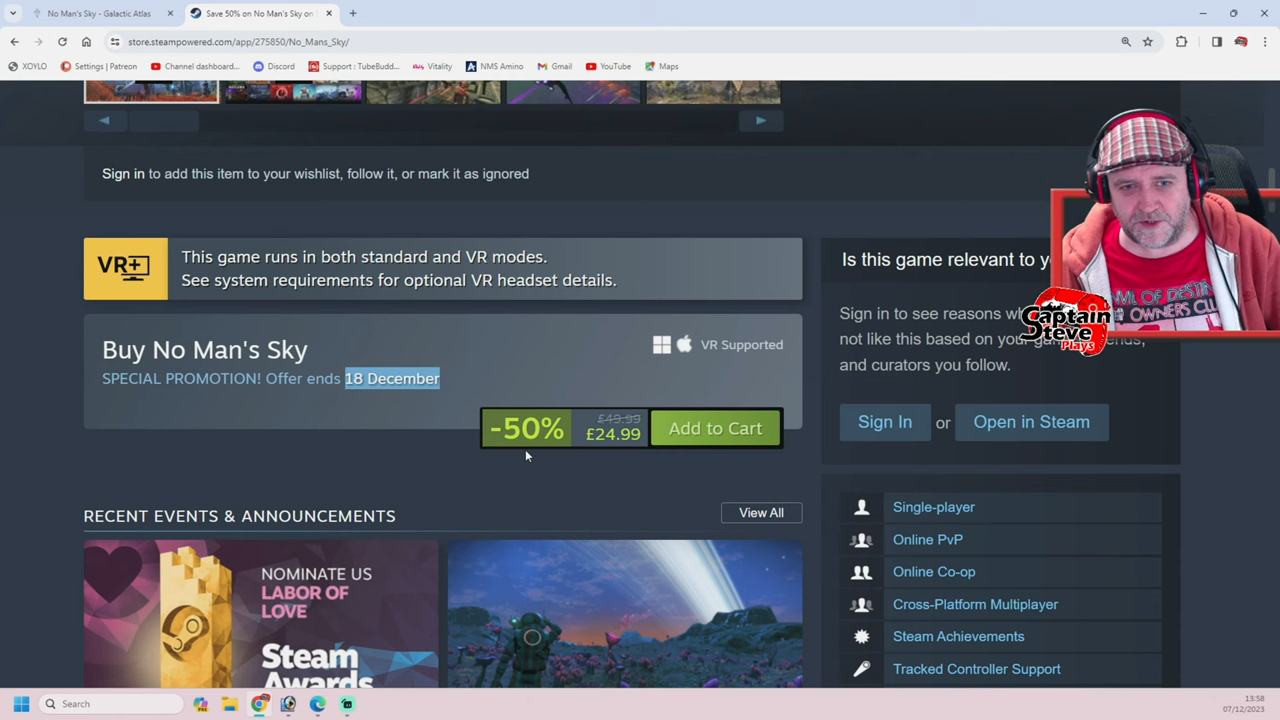 No Man's Sky - Galactic Atlas
Save 50% on No Man's Sky on
store.steampowered.com/app/275850/No_Mans_Sky/
XOYLO
Settings | Patreon
Channel dashboard...
Discord
Support : TubeBudd...
Vitality
NMS Amino
Gmail
YouTube
Maps
Sign in to add this item to your wishlist, follow it, or mark it as ignored
VR+
This game runs in both standard and VR modes.
See system requirements for optional VR headset details.
Buy No Man's Sky
VR Supported
SPECIAL PROMOTION! Offer ends 18 December
-50%
£49.99
£24.99
Add to Cart
Is this game relevant to
Sign in to see reasons
not like this based on your
and curators you follow.
Sign In or Open in Steam
Captain
Steve
Plays
OWNERS CLU
RECENT EVENTS & ANNOUNCEMENTS
View All
NOMINATE US
LABOR OF
LOVE
Steam
Awards
Single-player
Online PvP
Online Co-op
Cross-Platform Multiplayer
Steam Achievements
Tracked Controller Support
Search
13:58
07/12/2023